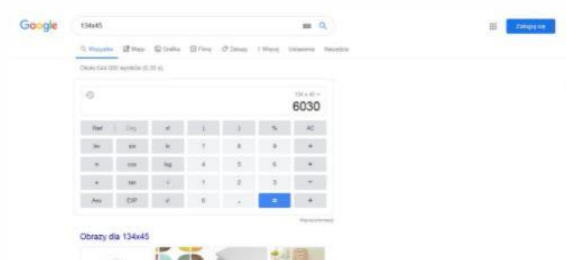 Google 134x45 Zaloguj się
Wszystko Mapy Grafika Filmy Zakupy Więcej Ustawienia Narzędzia
134 x 45 =
6030
Rad Deg x! ( ) % AC
Inv sin ln 7 8 9
cos log 4 5 6
e tan √ 1 2 3
Ans EXP 0 . = +
Więcej informacji
Obrazy dla 134x45